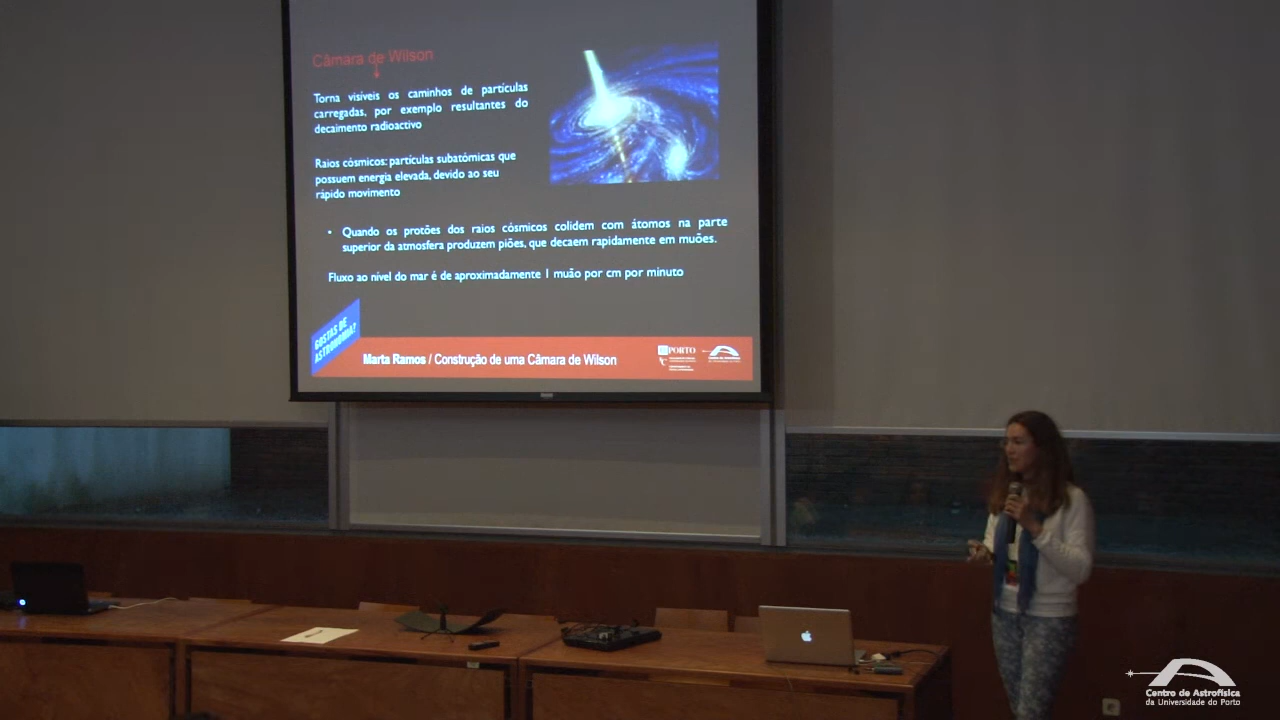 Câmara de Wilson
Torna visíveis os caminhos de partículas
carregadas, por exemplo resultantes do
decaimento radioactivo
Raios cósmicos: partículas subatómicas que
possuem energia elevada, devido ao seu
rápido movimento
• Quando os protões dos raios cósmicos colidem com átomos na parte
superior da atmosfera produzem piões, que decaem rapidamente em muões.
Fluxo ao nível do mar é de aproximadamente 1 muão por cm por minuto
GOSTAS DE
ASTRONOMIA?
Marta Ramos / Construção de uma Câmara de Wilson
PORTO
Centro de Astrofísica
da Universidade do Porto